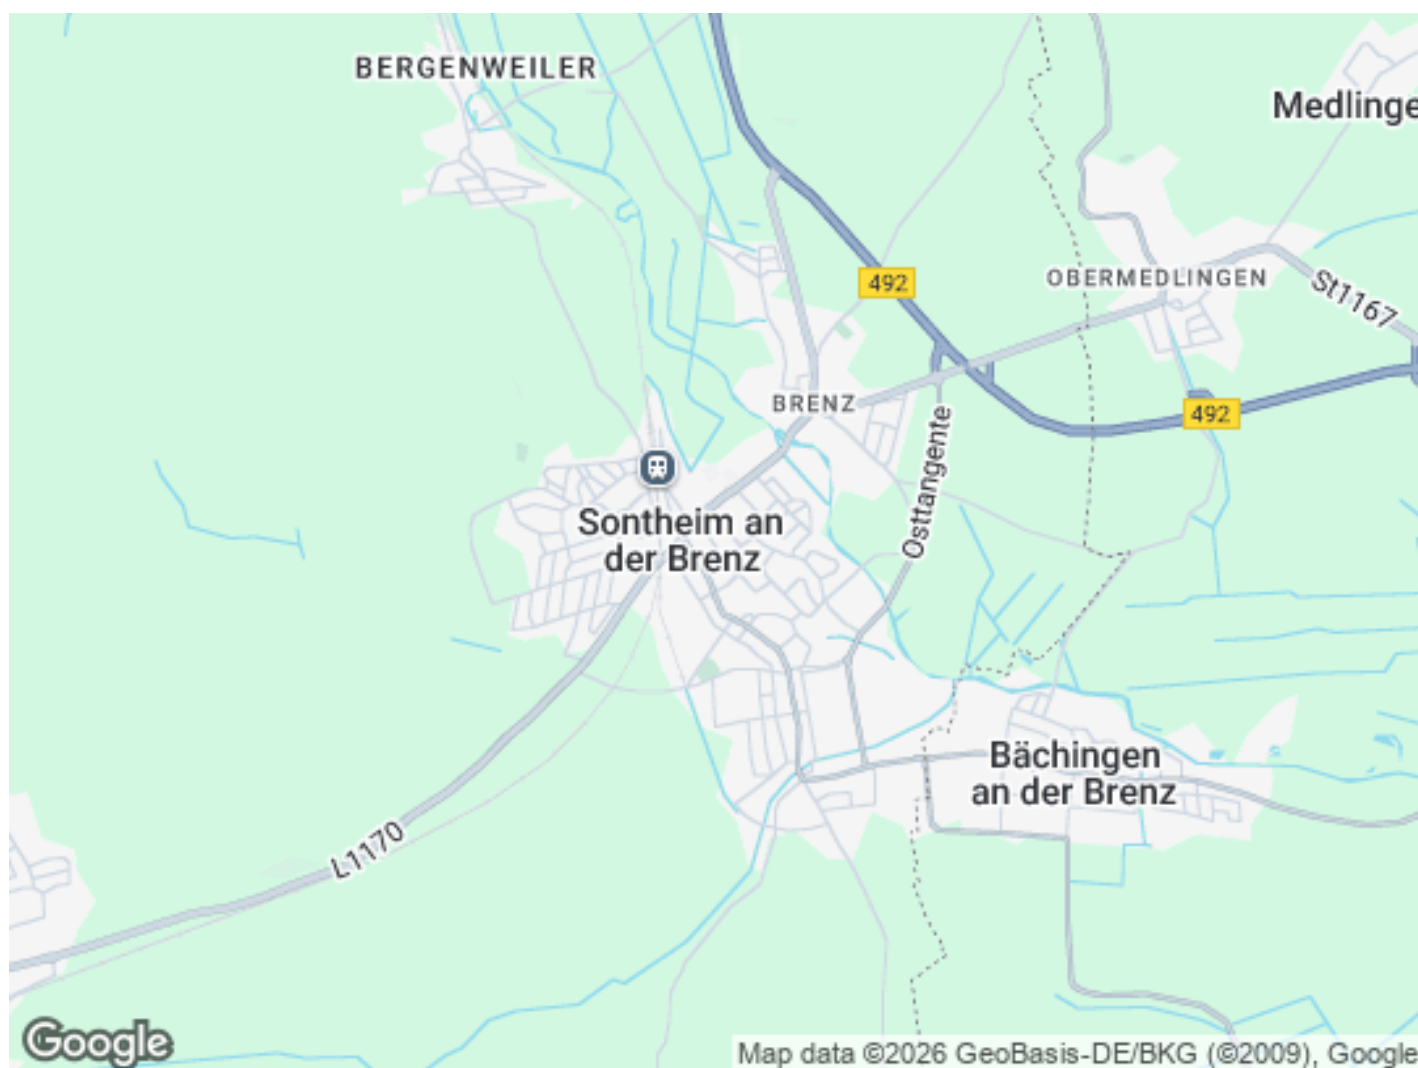 BERGENWEILER
Medlinge
492
OBERMEDLINGEN
St1167
BRENZ
492
Osttangente
Sontheim an
der Brenz
Bächingen
an der Brenz
L1170
Google
Map data ©2026 GeoBasis-DE/BKG (©2009), Google